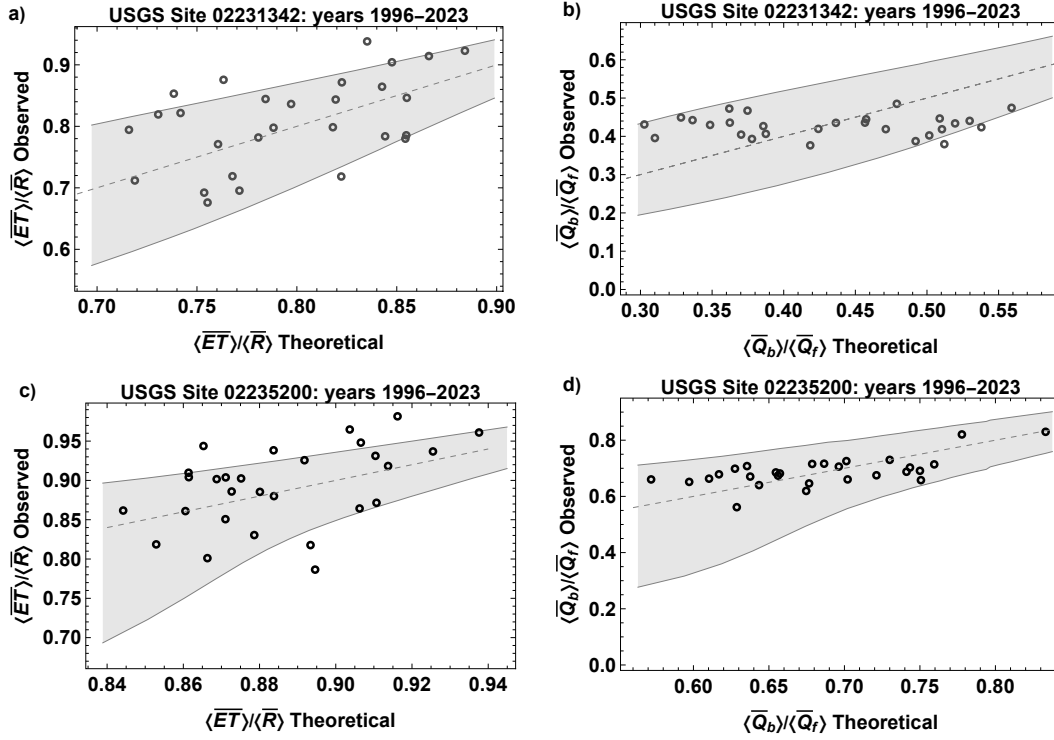 a)
USGS Site 02231342: years 1996−2023
⟨E̅T̅⟩/⟨R̅⟩ Observed
0.9
0.8
0.7
0.6
0.70 0.75 0.80 0.85 0.90
⟨E̅T̅⟩/⟨R̅⟩ Theoretical
b)
USGS Site 02231342: years 1996−2023
⟨Q̅b⟩/⟨Q̅f⟩ Observed
0.6
0.5
0.4
0.3
0.2
0.1
0.0
0.30 0.35 0.40 0.45 0.50 0.55
⟨Q̅b⟩/⟨Q̅f⟩ Theoretical
c)
USGS Site 02235200: years 1996−2023
⟨E̅T̅⟩/⟨R̅⟩ Observed
0.95
0.90
0.85
0.80
0.75
0.70
0.84 0.86 0.88 0.90 0.92 0.94
⟨E̅T̅⟩/⟨R̅⟩ Theoretical
d)
USGS Site 02235200: years 1996−2023
⟨Q̅b⟩/⟨Q̅f⟩ Observed
0.8
0.6
0.4
0.2
0.0
0.60 0.65 0.70 0.75 0.80
⟨Q̅b⟩/⟨Q̅f⟩ Theoretical